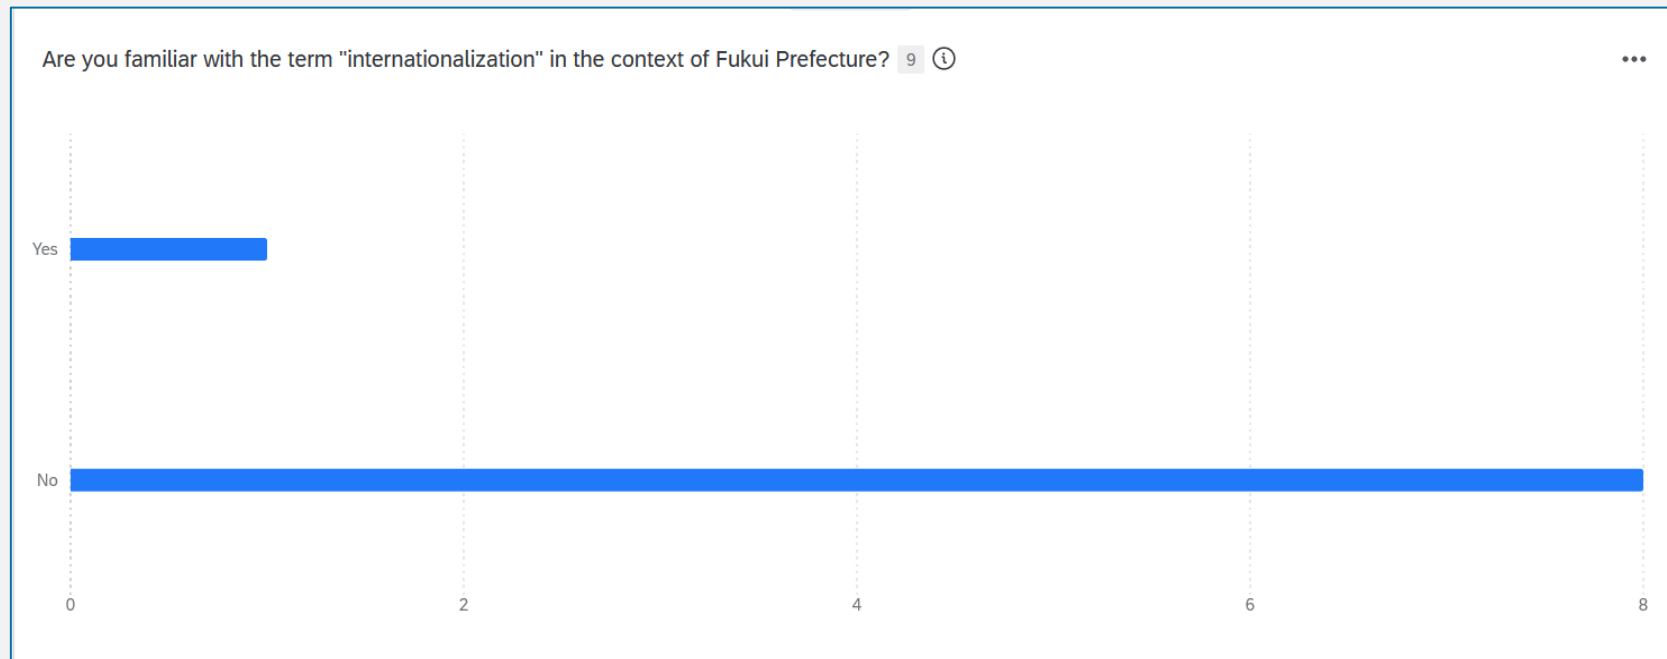 Are you familiar with the term "internationalization" in the context of Fukui Prefecture? 9
Yes
No
0 2 4 6 8